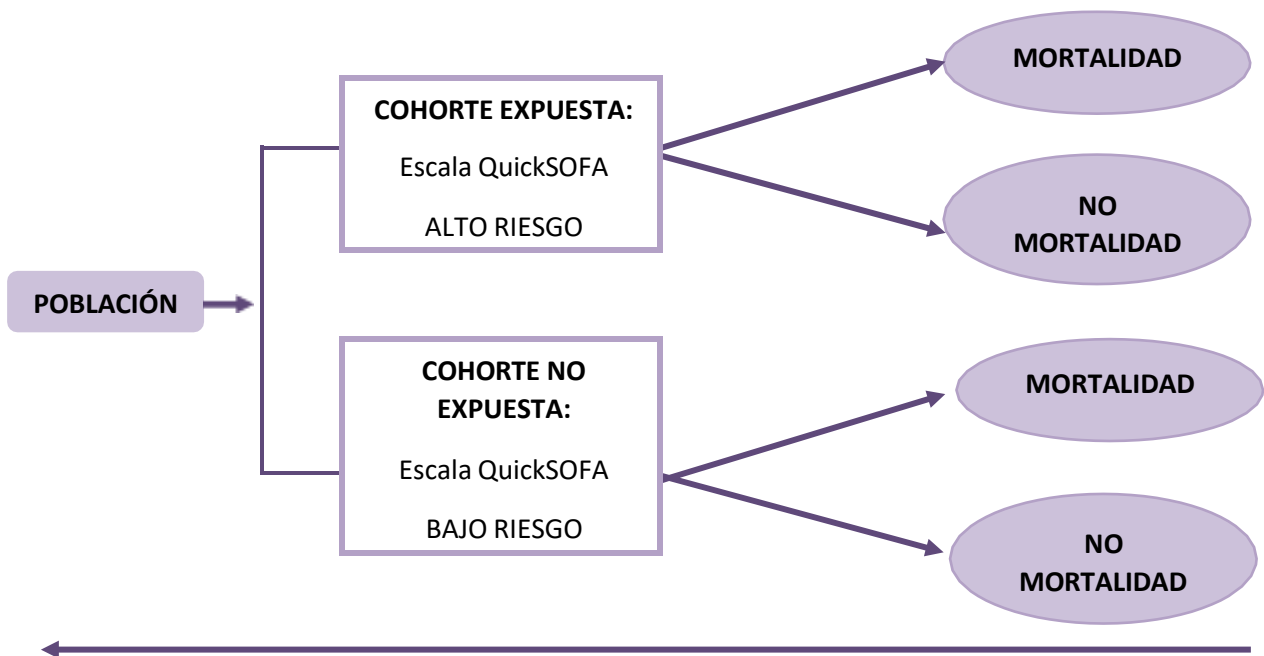 POBLACIÓN
COHORTE EXPUESTA:
Escala QuickSOFA
ALTO RIESGO
MORTALIDAD
NO
MORTALIDAD
COHORTE NO
EXPUESTA:
Escala QuickSOFA
BAJO RIESGO
MORTALIDAD
NO
MORTALIDAD